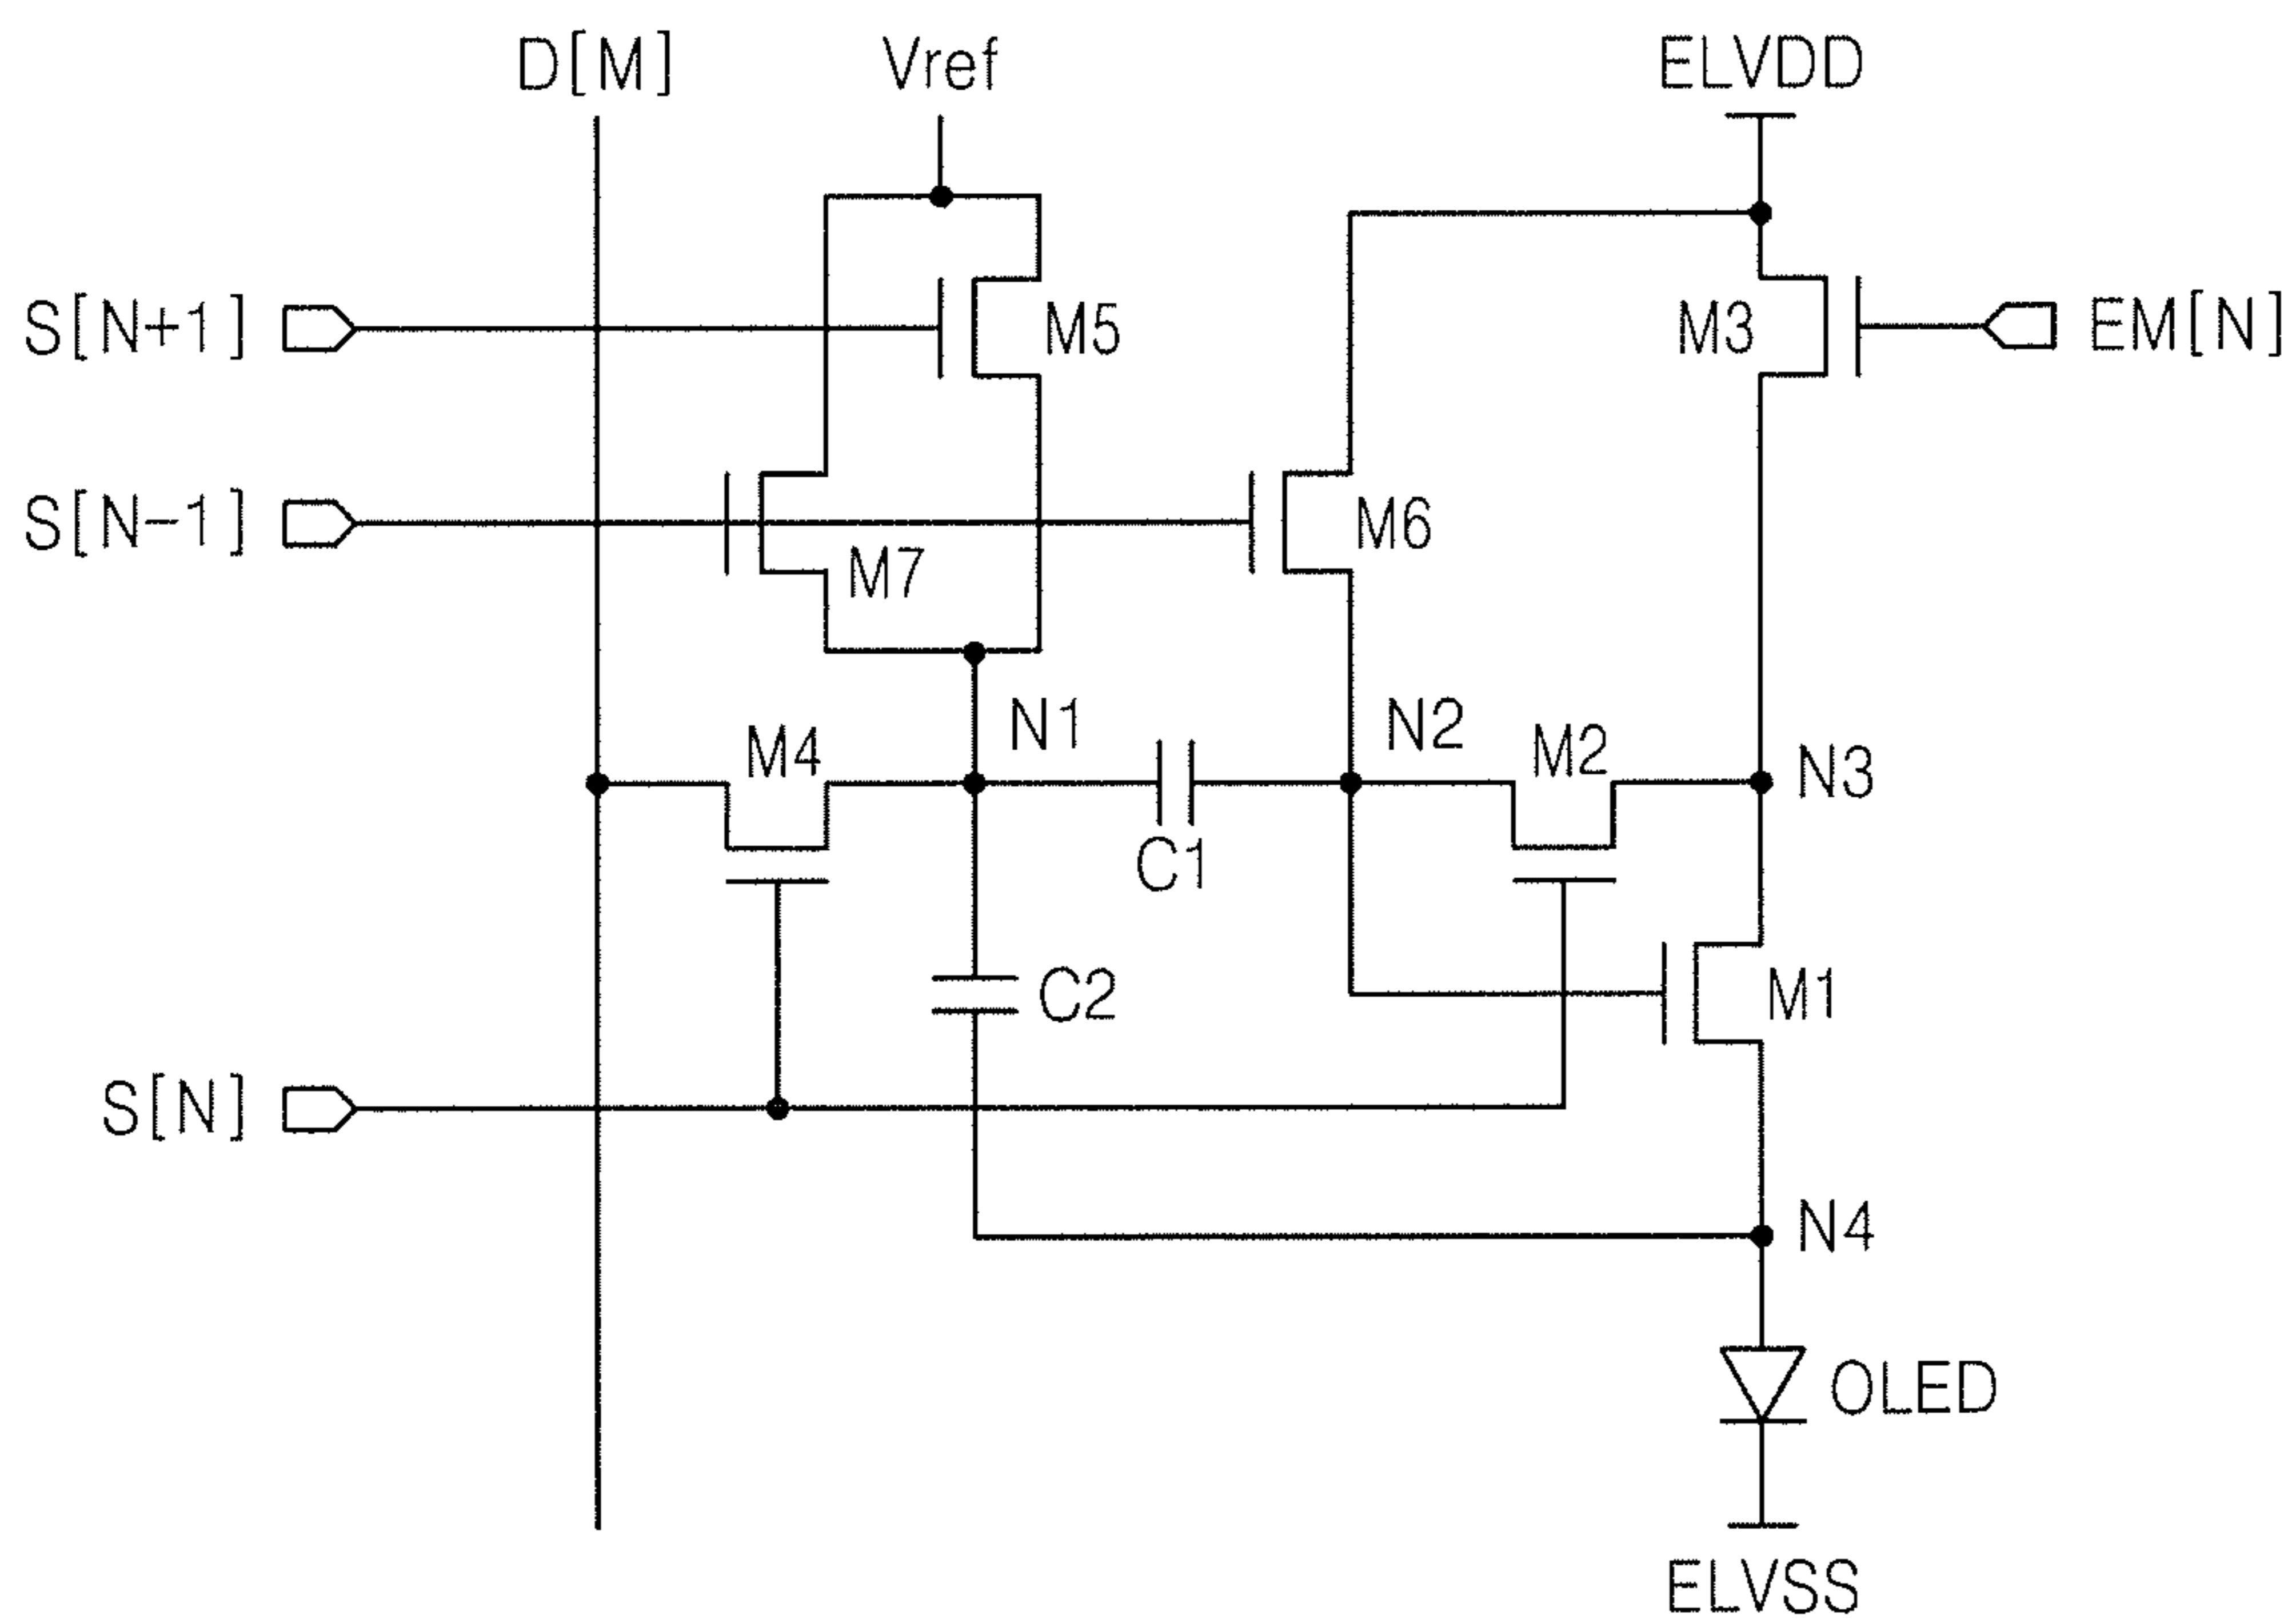 D[M]
Vref
ELVDD
S[N+1]
M5
M3
EM[N]
S[N-1]
M7
M6
N1
N2
M4
M2
N3
C1
C2
M1
S[N]
N4
OLED
ELVSS